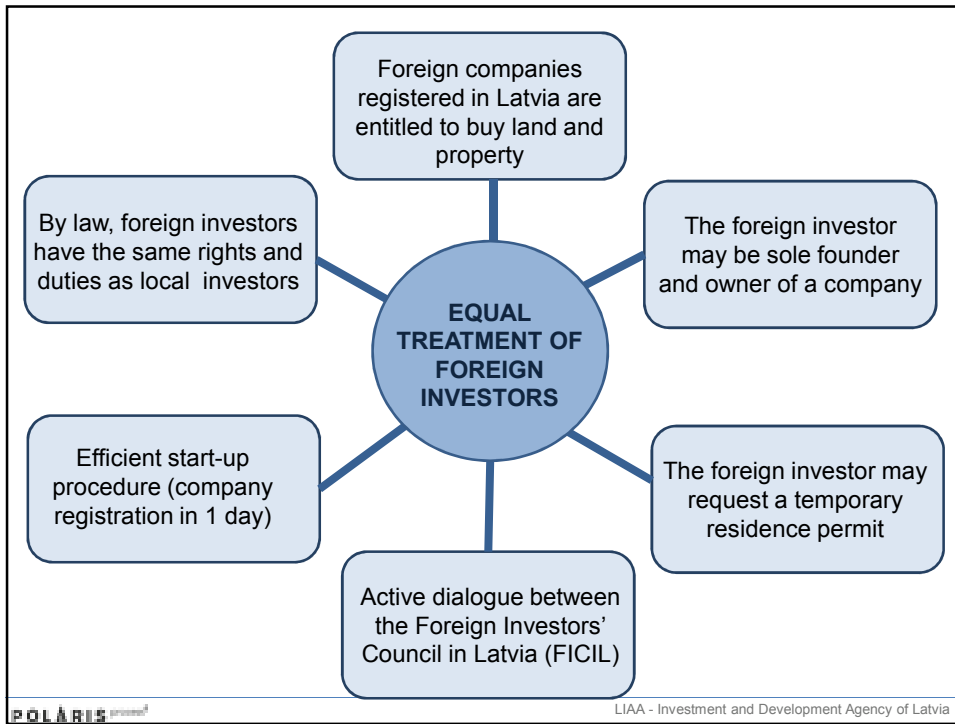 Foreign companies
registered in Latvia are
entitled to buy land and
property
By law, foreign investors
have the same rights and
duties as local investors
The foreign investor
may be sole founder
and owner of a company
EQUAL
TREATMENT OF
FOREIGN
INVESTORS
Efficient start-up
procedure (company
registration in 1 day)
The foreign investor may
request a temporary
residence permit
Active dialogue between
the Foreign Investors’
Council in Latvia (FICIL)
POLARIS
LIAA - Investment and Development Agency of Latvia